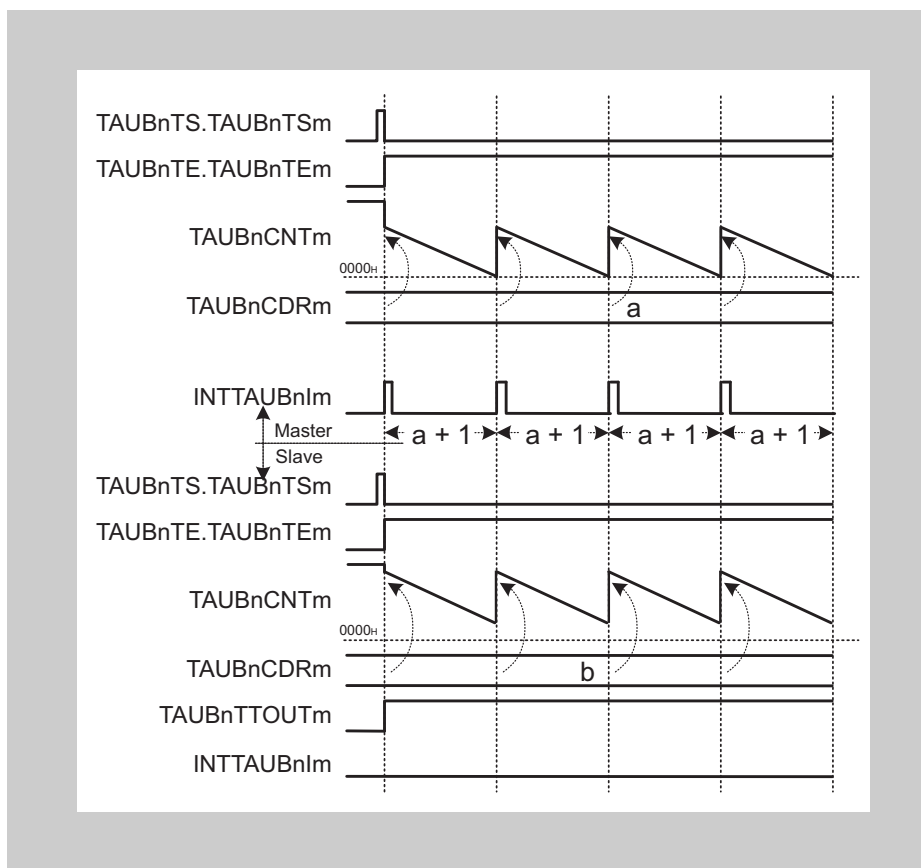 TAUBnTS.TAUBnTSm
TAUBnTE.TAUBnTEm
TAUBnCNTm
0000H
TAUBnCDRm
a
INTTAUBnIm
Master
a + 1
a + 1
a + 1
a + 1
Slave
TAUBnTS.TAUBnTSm
TAUBnTE.TAUBnTEm
TAUBnCNTm
0000H
TAUBnCDRm
b
TAUBnTTOUTm
INTTAUBnIm